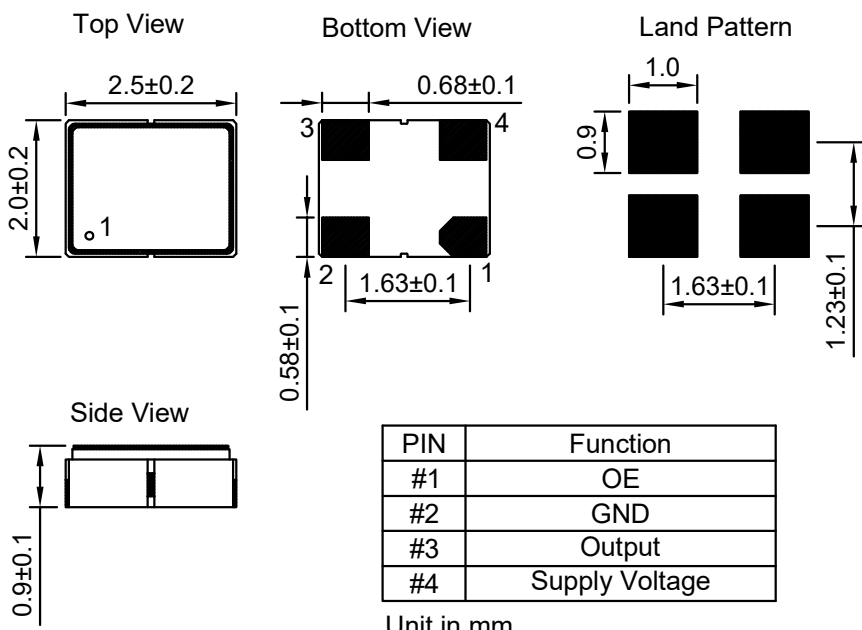 Top View
Bottom View
Land Pattern
2.5±0.2
0.68±0.1
1.0
3
4
2.0±0.2
0.9
1
2
1.63±0.1
1
1.63±0.1
1.23±0.1
0.58±0.1
Side View
0.9±0.1
PIN Function
#1 OE
#2 GND
#3 Output
#4 Supply Voltage
Unit in mm